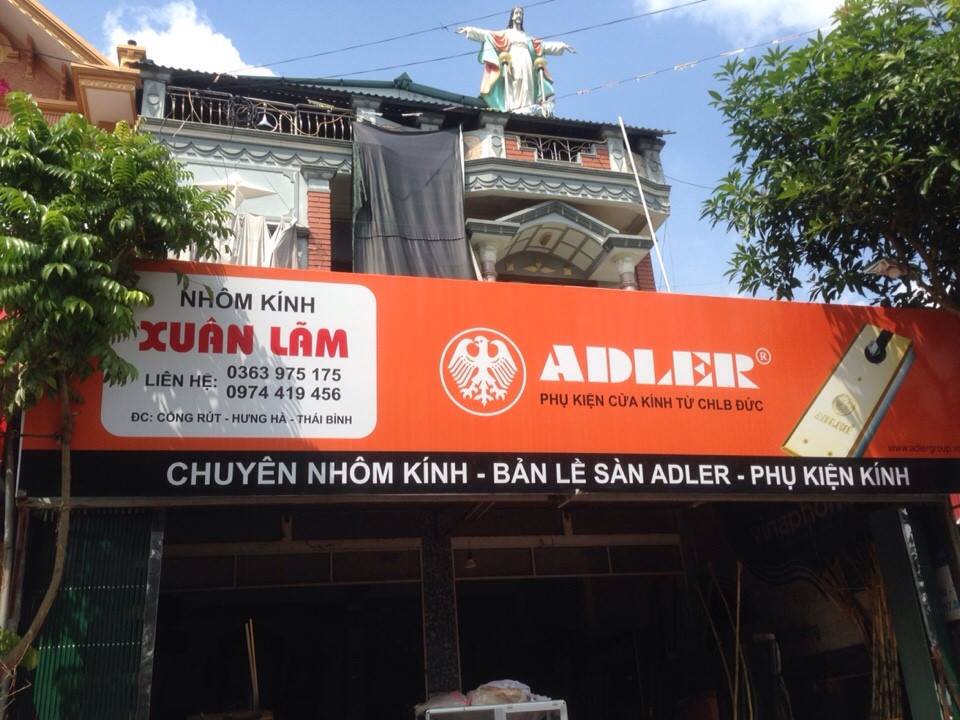 NHÔM KÍNH
XUÂN LÃM
LIÊN HỆ: 0363 975 175
0974 419 456
ĐC: CỐNG RÚT - HƯNG HÀ - THÁI BÌNH
ADLER®
PHỤ KIỆN CỬA KÍNH TỪ CHLB ĐỨC
ADLER
www.adlergroup.
CHUYÊN NHÔM KÍNH - BẢN LỀ SÀN ADLER - PHỤ KIỆN KÍNH
vinaphone